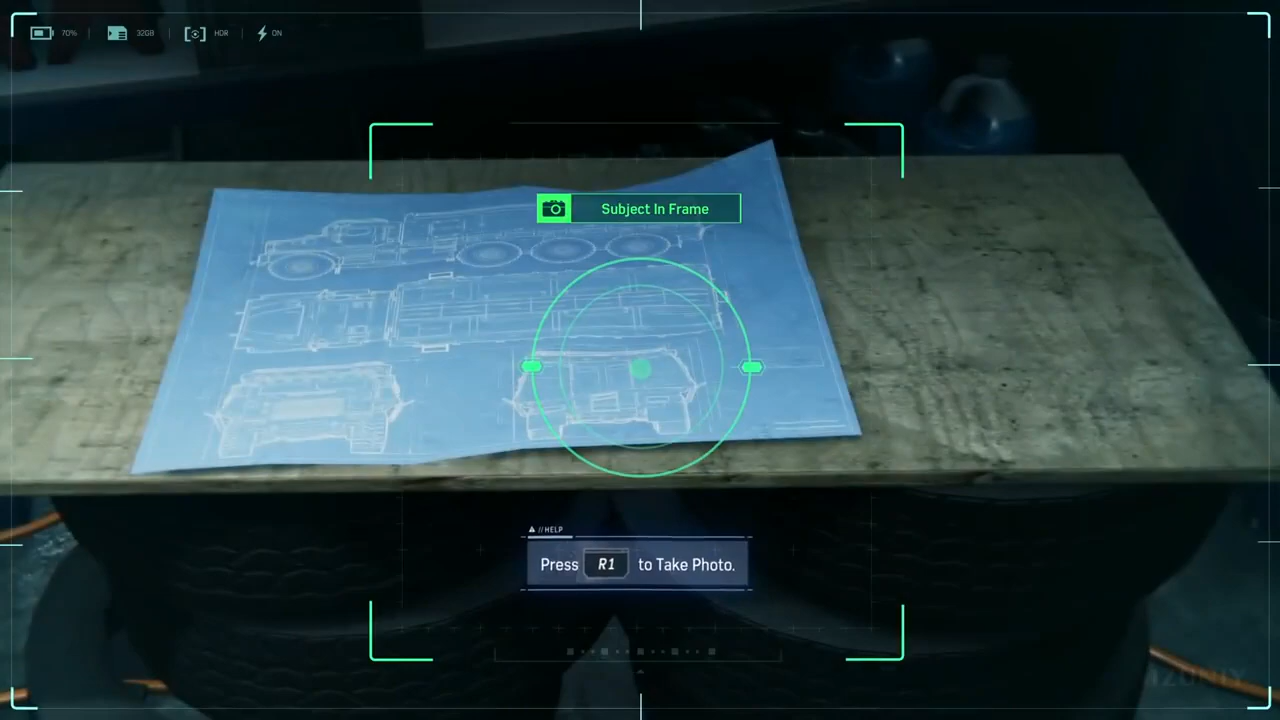 70%
32GB
HDR
ON
Subject In Frame
//HELP
Press R1 to Take Photo.